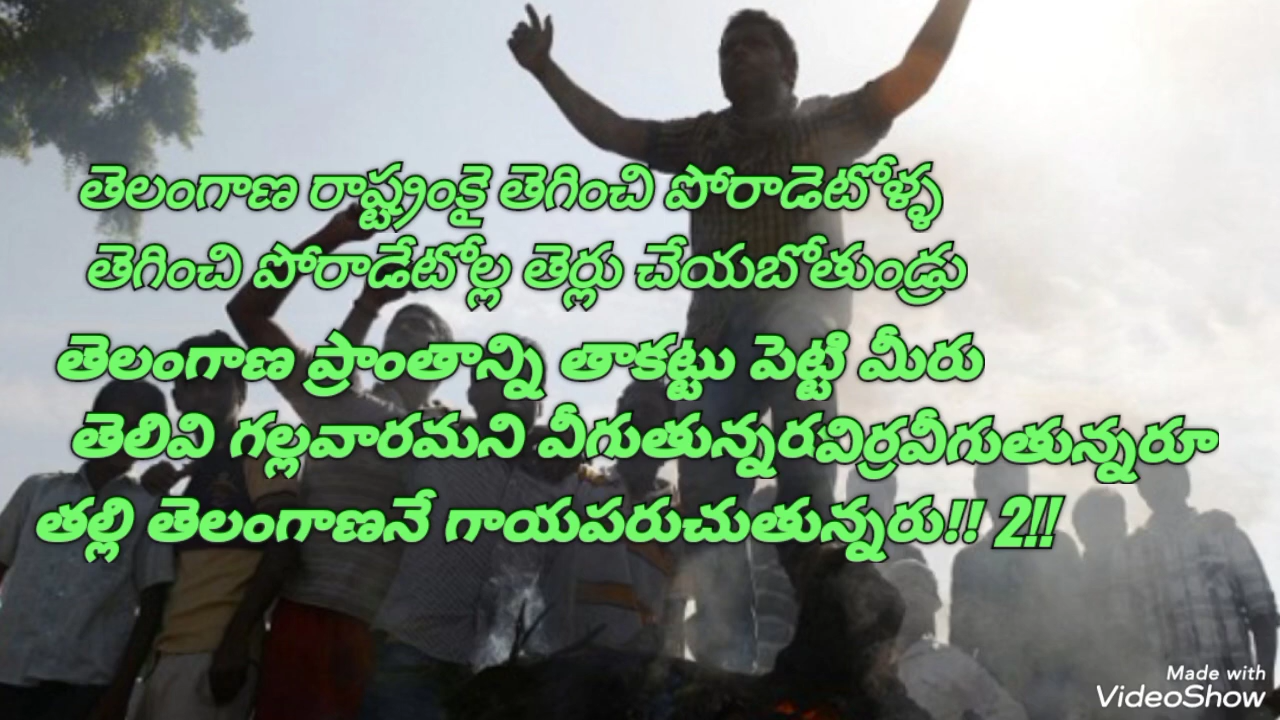 తెలంగాణ రాష్ట్రంకై తెగించి పోరాడెటోళ్ళ
తెగించి పోరాడేటోల్ల తెర్లు చేయబోతుండ్రు
తెలంగాణ ప్రాంతాన్ని తాకట్టు పెట్టి మీరు
తెలివి గల్లవారమని వీగుతున్నరవిర్రవీగుతున్నరూ
తల్లి తెలంగాణనే గాయపరుచుతున్నరు!! 2!!
Made with
VideoShow